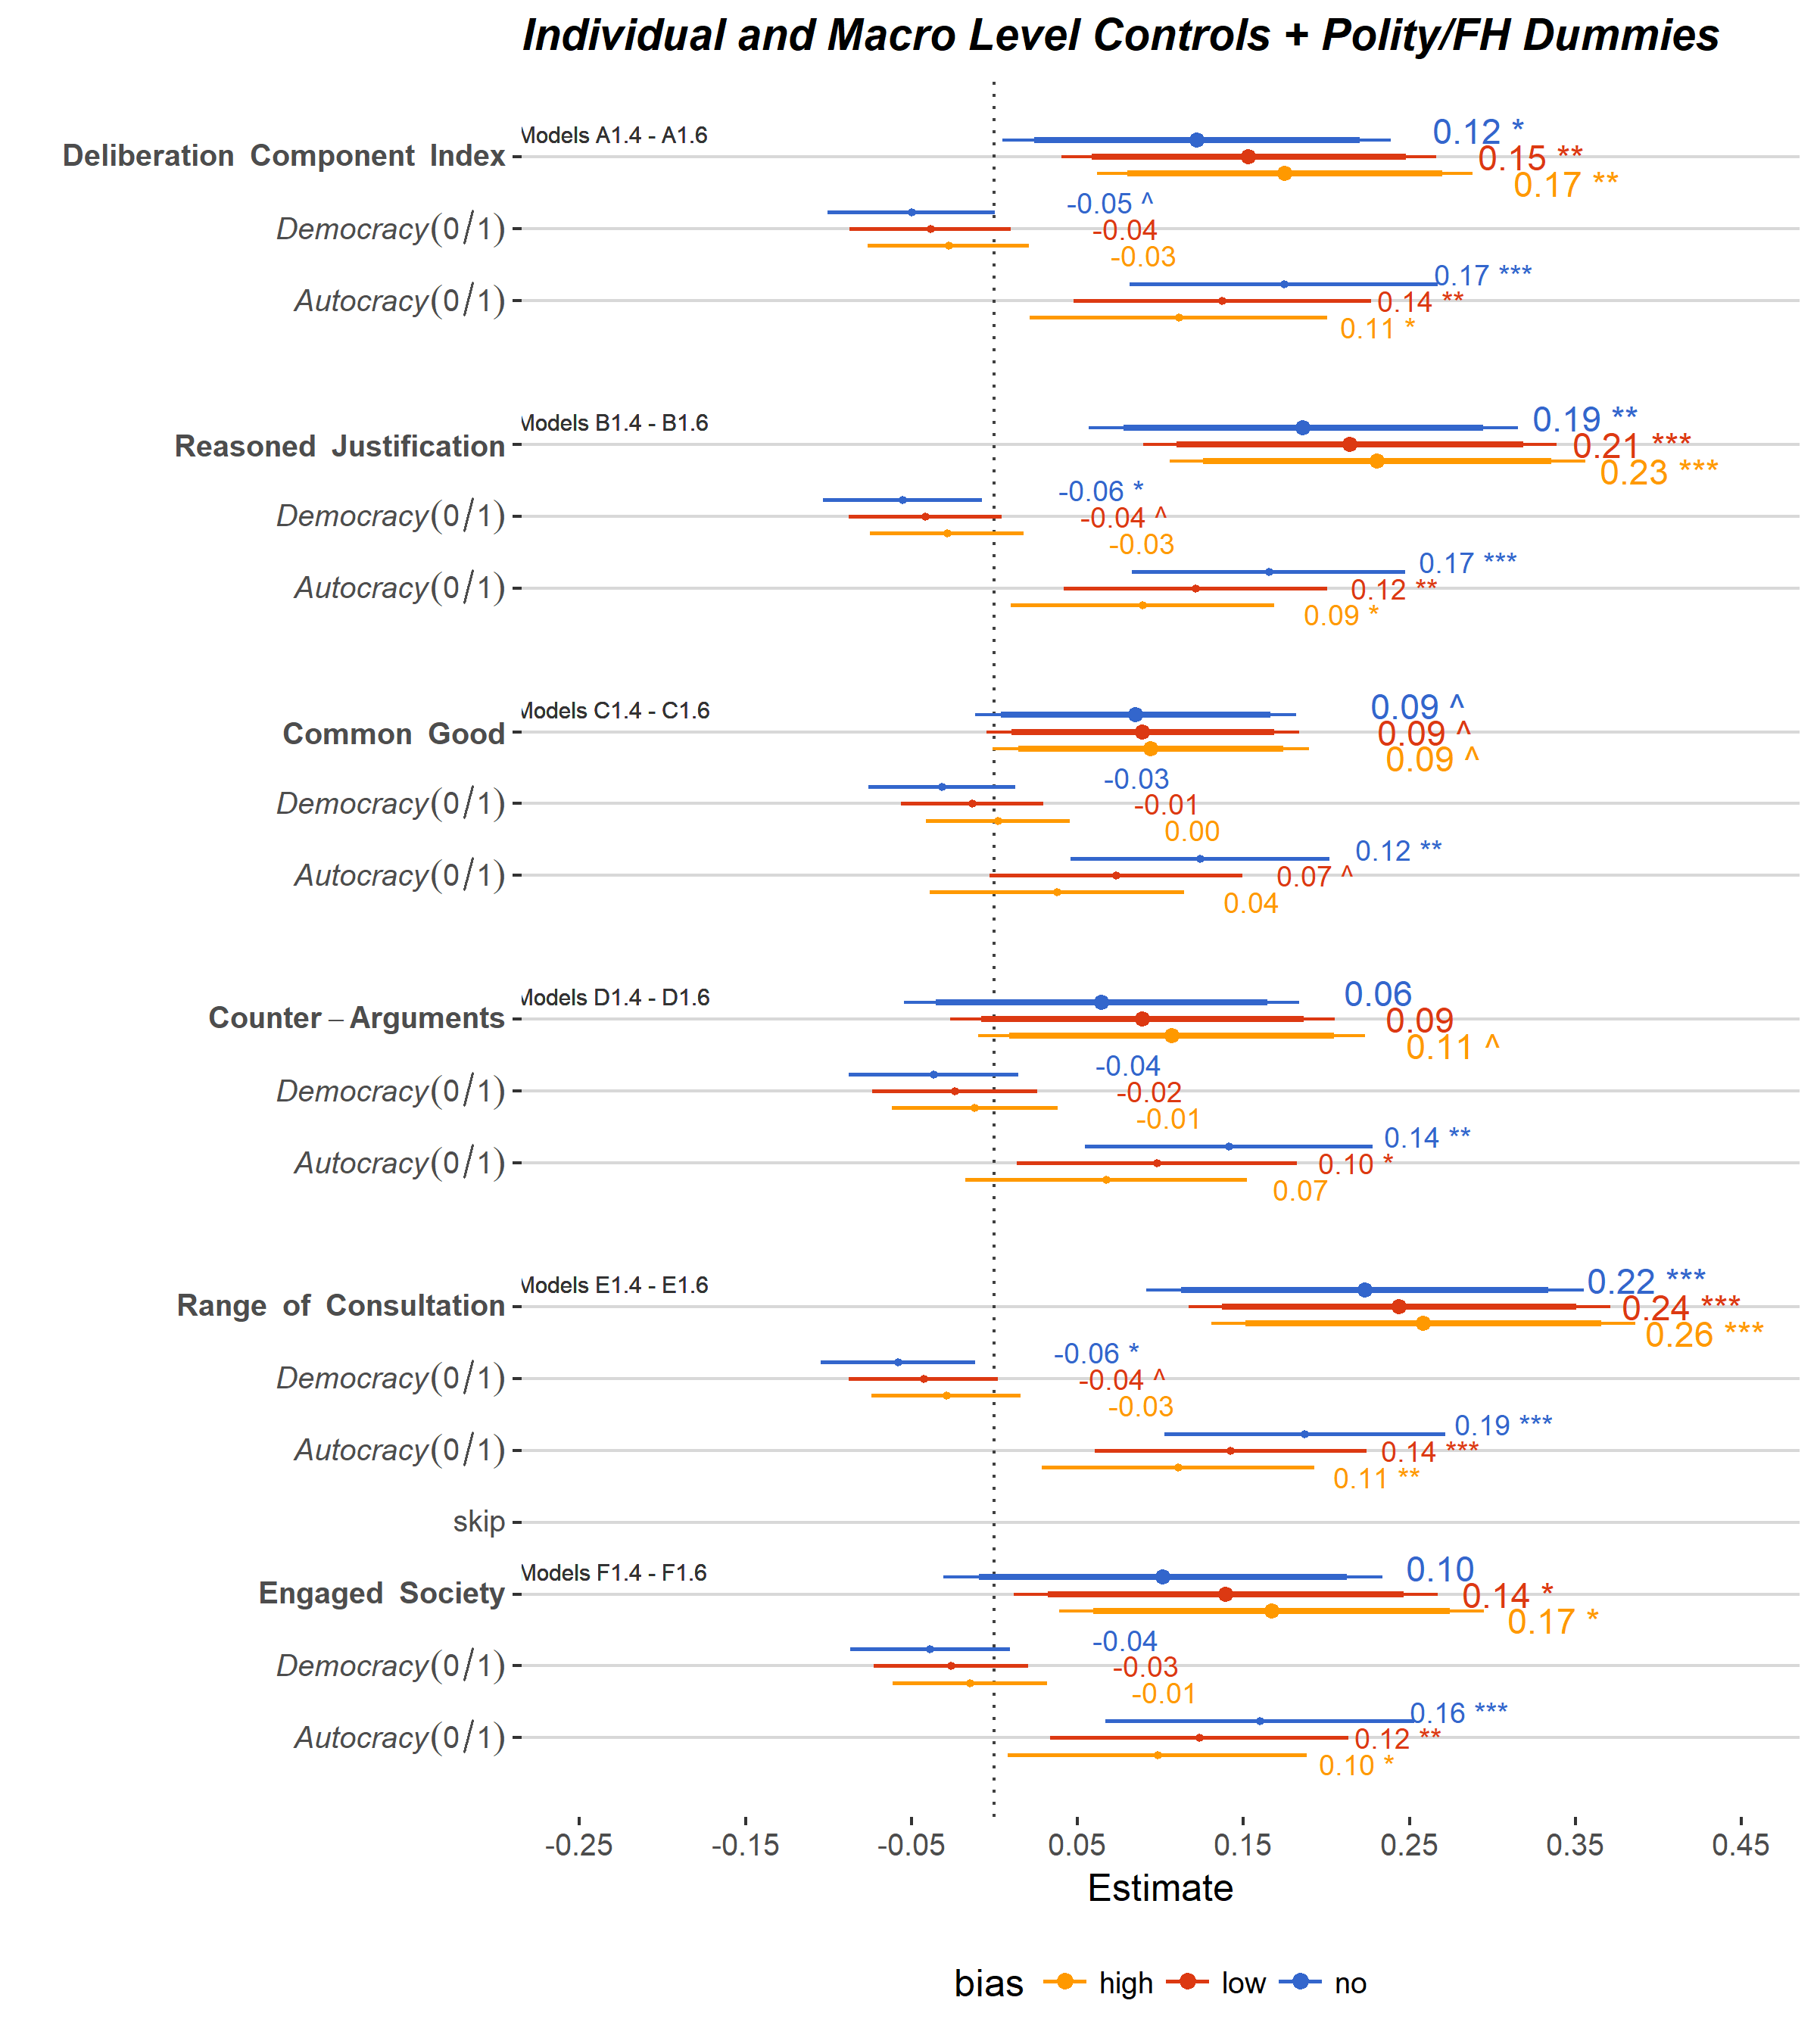 Individual and Macro Level Controls + Polity/FH Dummies
Models A1.4 - A1.6
Deliberation Component Index
0.12 *
0.15 **
0.17 **
Democracy(0/1)
-0.05 ^
-0.04
-0.03
Autocracy(0/1)
0.17 ***
0.14 **
0.11 *
Models B1.4 - B1.6
Reasoned Justification
0.19 **
0.21 ***
0.23 ***
Democracy(0/1)
-0.06 *
-0.04 ^
-0.03
Autocracy(0/1)
0.17 ***
0.12 **
0.09 *
Models C1.4 - C1.6
Common Good
0.09 ^
0.09 ^
0.09 ^
Democracy(0/1)
-0.03
-0.01
0.00
Autocracy(0/1)
0.12 **
0.07 ^
0.04
Models D1.4 - D1.6
Counter – Arguments
0.06
0.09
0.11 ^
Democracy(0/1)
-0.04
-0.02
-0.01
Autocracy(0/1)
0.14 **
0.10 *
0.07
Models E1.4 - E1.6
Range of Consultation
0.22 ***
0.24 ***
0.26 ***
Democracy(0/1)
-0.06 *
-0.04 ^
-0.03
Autocracy(0/1)
0.19 ***
0.14 ***
0.11 **
skip
Models F1.4 - F1.6
Engaged Society
0.10
0.14 *
0.17 *
Democracy(0/1)
-0.04
-0.03
-0.01
Autocracy(0/1)
0.16 ***
0.12 **
0.10 *
-0.25 -0.15 -0.05 0.05 0.15 0.25 0.35 0.45
Estimate
bias high low no